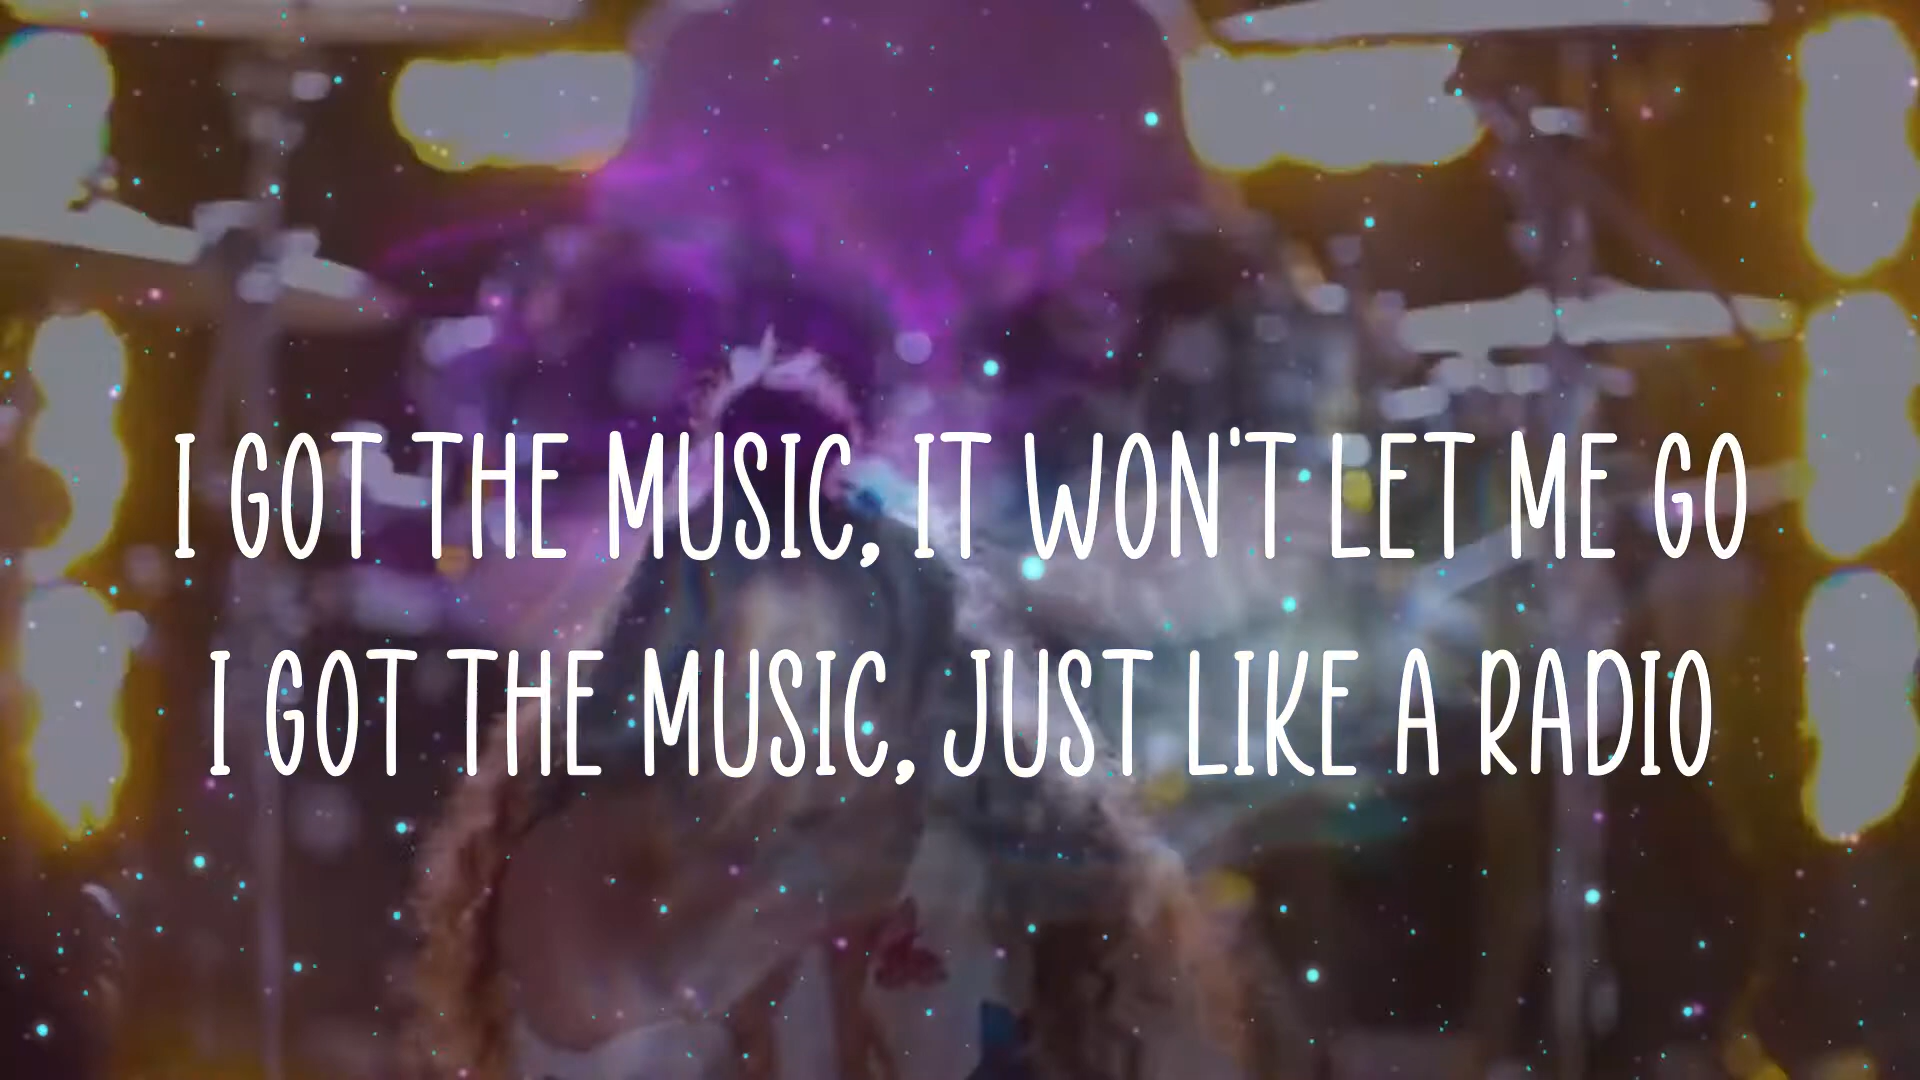 I GOT THE MUSIC, IT WON'T LET ME GO
I GOT THE MUSIC, JUST LIKE A RADIO